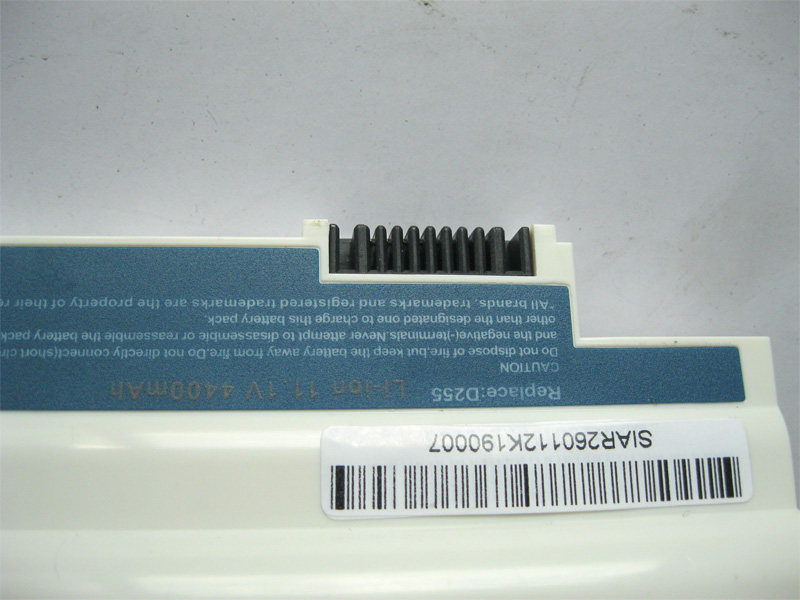 SIAR260112K190007
Replace:D255 Li-ion 11.1V 4400mAh
CAUTION
Do not dispose of fire.but keep the battery away from fire.Do not directly connect(short cir
and the negative(-)terminals.Never attempt to disassemble or reassemble the battery pack
other than the designated one to charge this battery pack.
*All brands, trademarks and registered trademarks are the property of their re